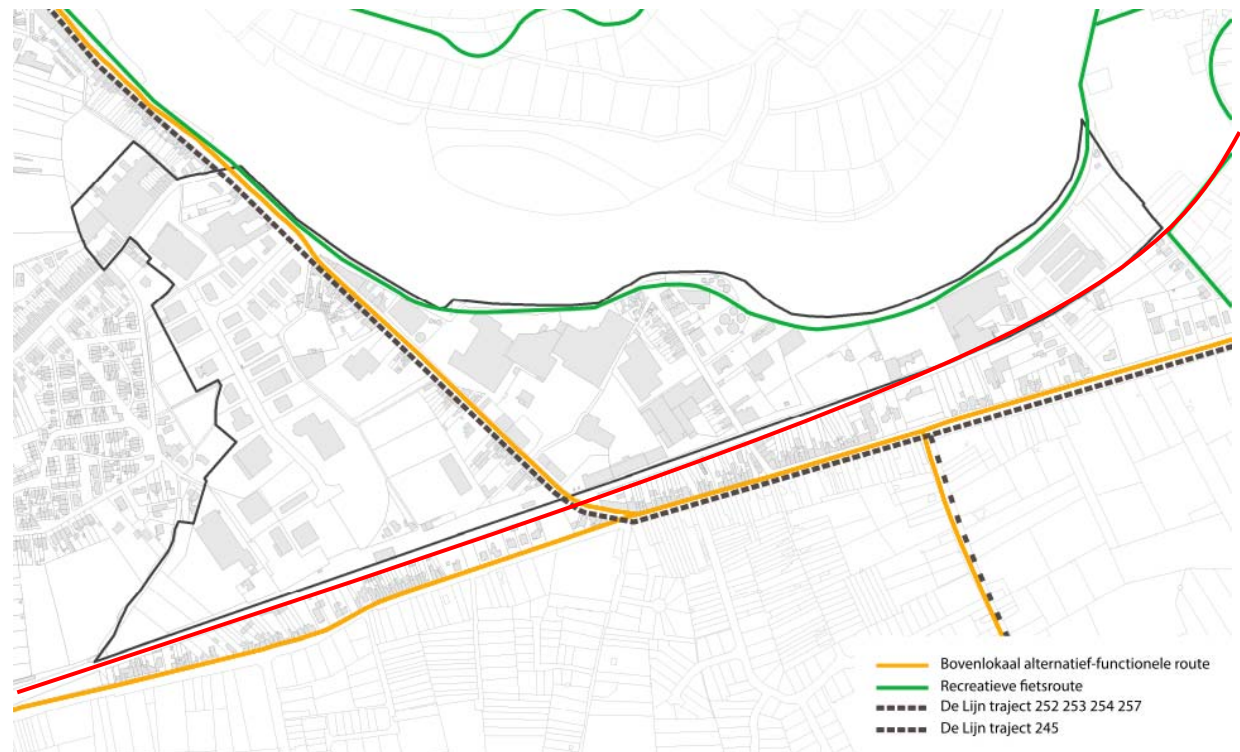 Bovenlokaal alternatief-functionele route
Recreatieve fietsroute
De Lijn traject 252 253 254 257
De Lijn traject 245